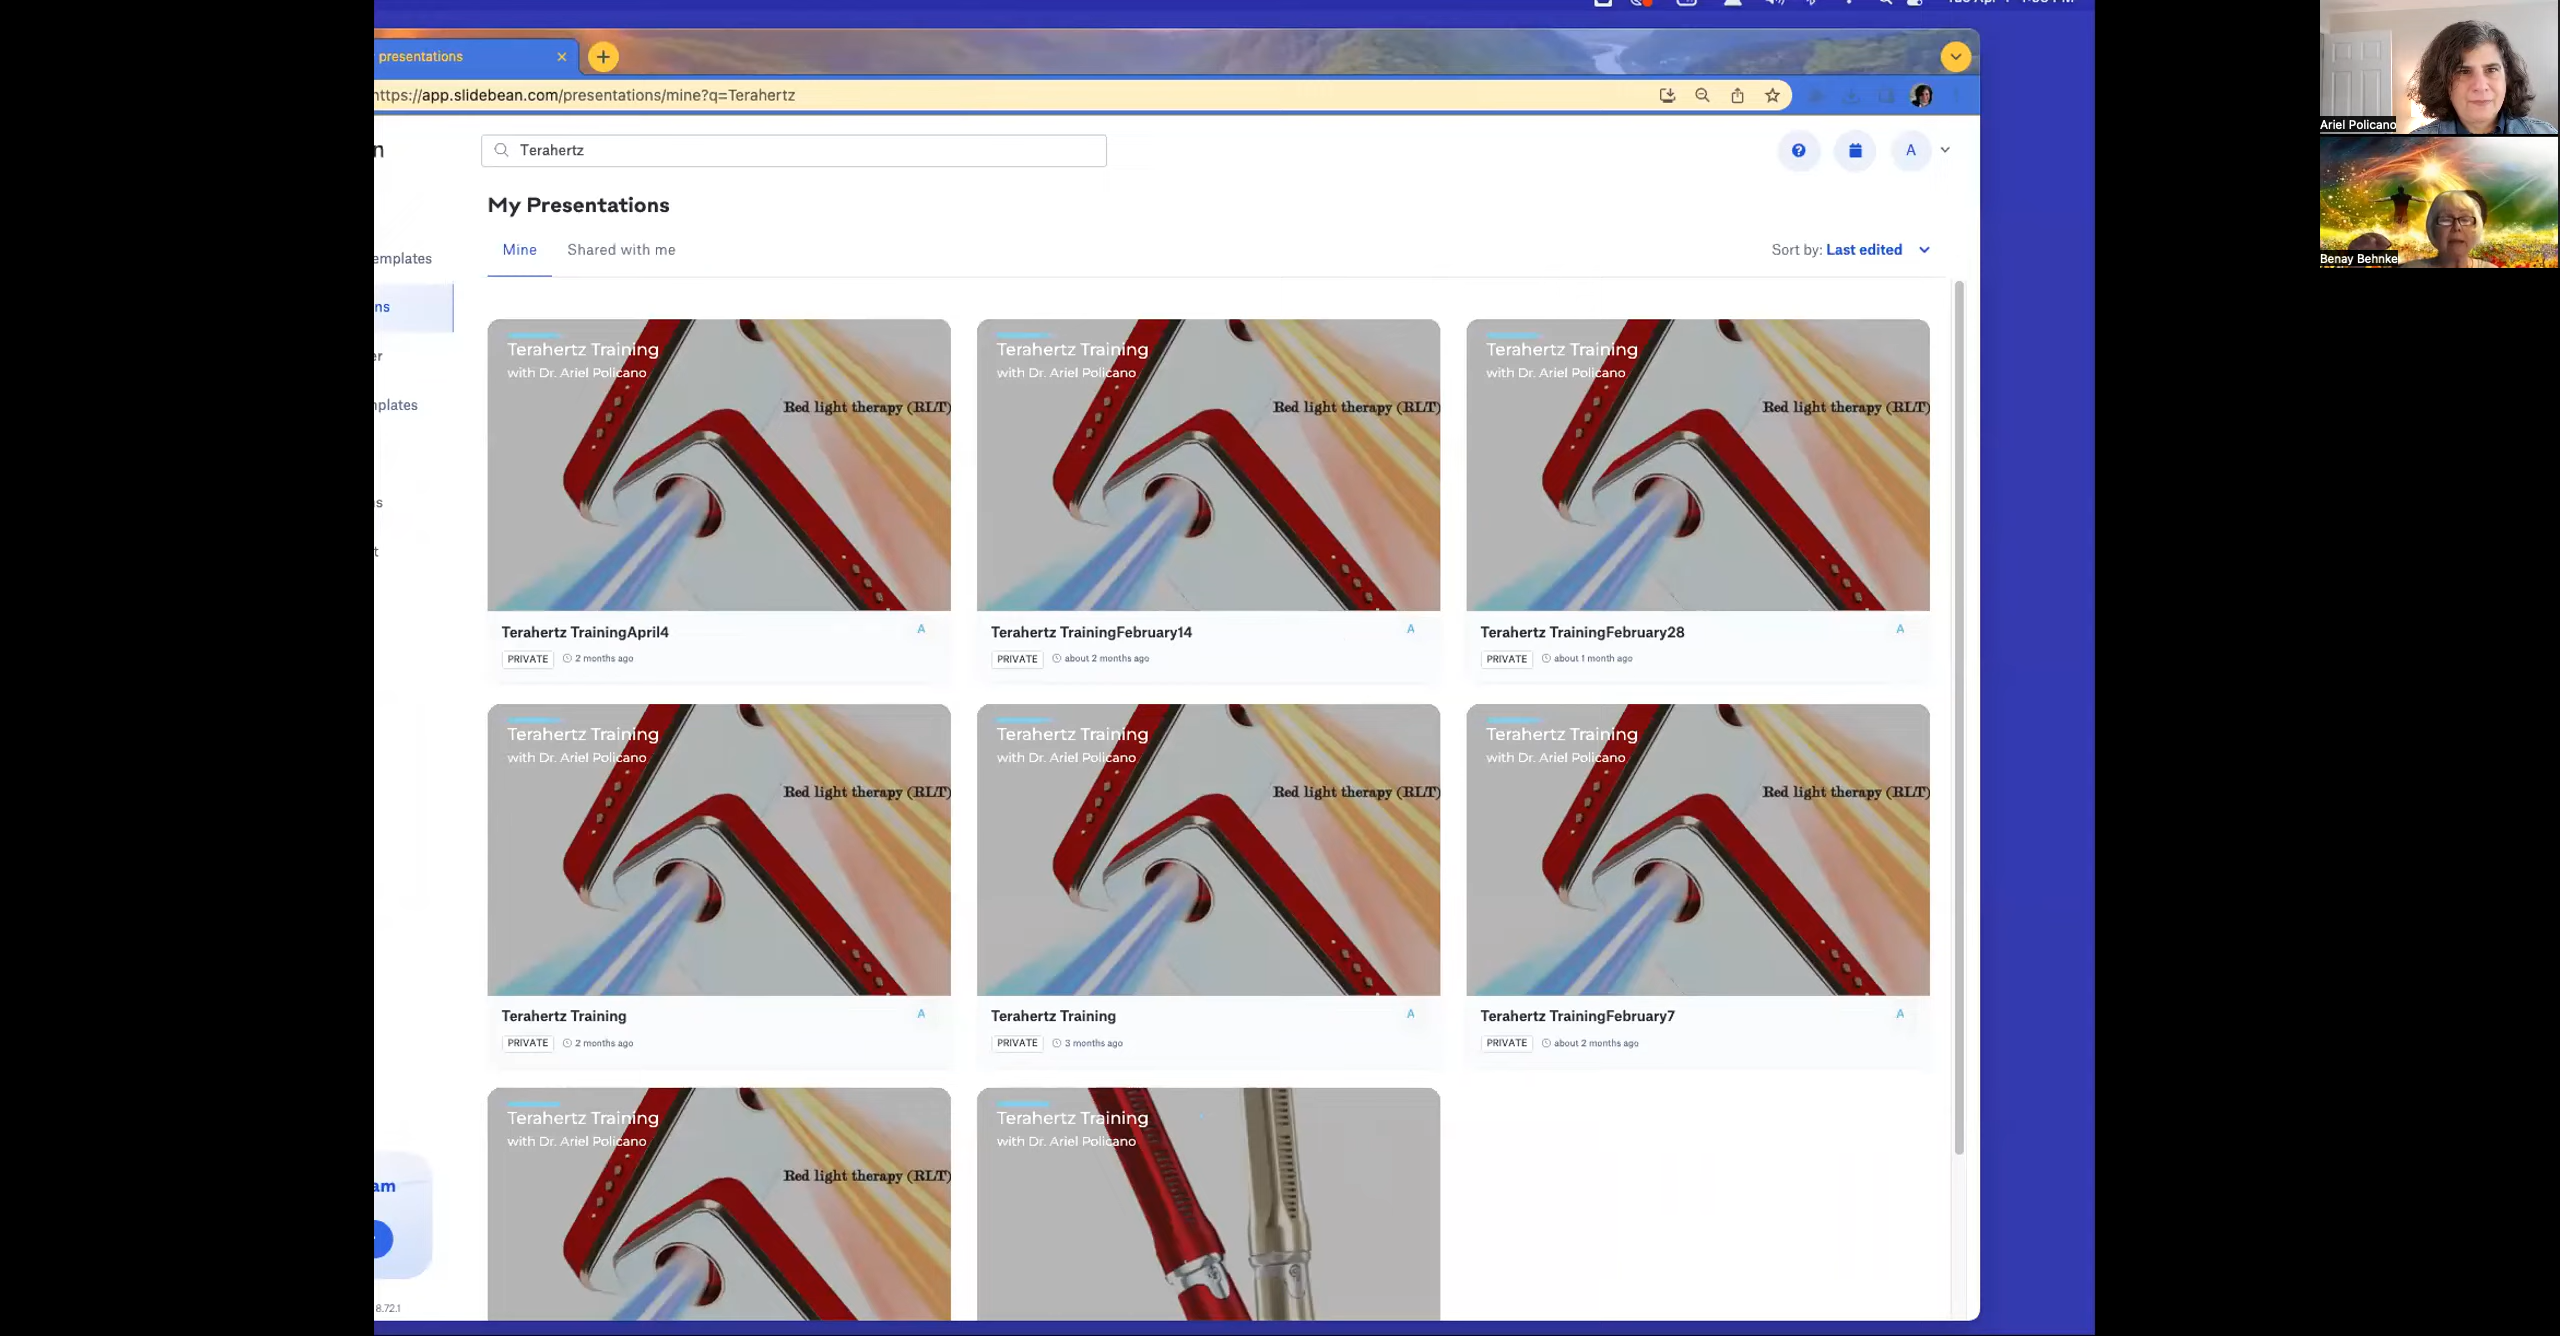 presentations
https://app.slidebean.com/presentations/mine?q=Terahertz
Terahertz
A
My Presentations
Mine
Shared with me
Sort by: Last edited
emplates
ns
er
nplates
s
t
am
8.72.1
Terahertz Training
with Dr. Ariel Policano
Red light therapy (RLT)
Terahertz TrainingApril4
A
PRIVATE
2 months ago
Terahertz Training
with Dr. Ariel Policano
Red light therapy (RLT)
Terahertz TrainingFebruary14
A
PRIVATE
about 2 months ago
Terahertz Training
with Dr. Ariel Policano
Red light therapy (RLT)
Terahertz TrainingFebruary28
A
PRIVATE
about 1 month ago
Terahertz Training
with Dr. Ariel Policano
Red light therapy (RLT)
Terahertz Training
A
PRIVATE
2 months ago
Terahertz Training
with Dr. Ariel Policano
Red light therapy (RLT)
Terahertz Training
A
PRIVATE
3 months ago
Terahertz Training
with Dr. Ariel Policano
Red light therapy (RLT)
Terahertz TrainingFebruary7
A
PRIVATE
about 2 months ago
Terahertz Training
with Dr. Ariel Policano
Red light therapy (RLT)
Terahertz Training
with Dr. Ariel Policano
Ariel Policano
Benay Behnke